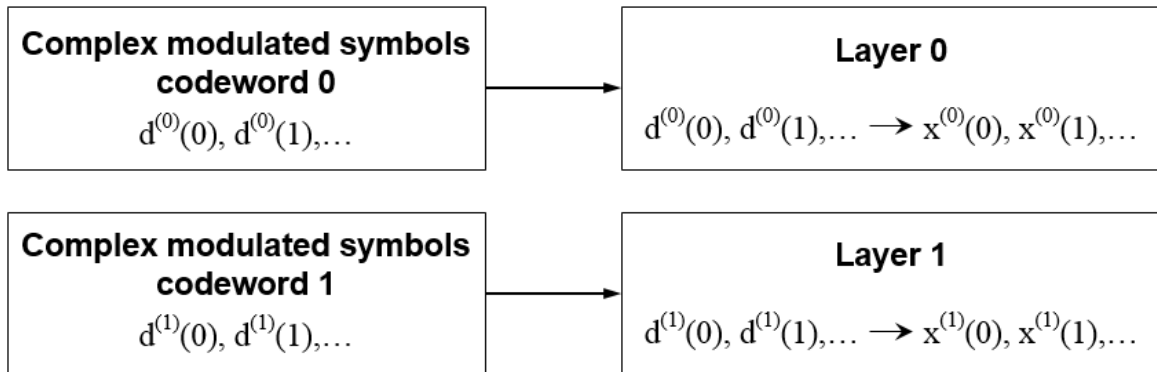 Complex modulated symbols
codeword 0
d⁽⁰⁾(0), d⁽⁰⁾(1),…
Layer 0
d⁽⁰⁾(0), d⁽⁰⁾(1),… → x⁽⁰⁾(0), x⁽⁰⁾(1),…
Complex modulated symbols
codeword 1
d⁽¹⁾(0), d⁽¹⁾(1),…
Layer 1
d⁽¹⁾(0), d⁽¹⁾(1),… → x⁽¹⁾(0), x⁽¹⁾(1),…